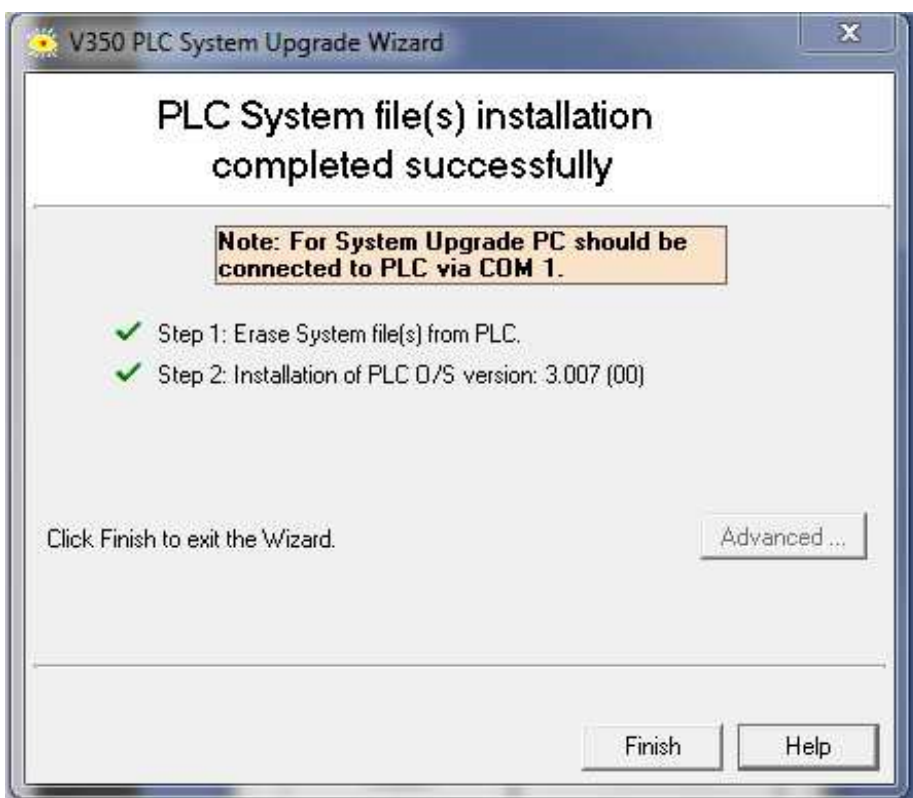 V350 PLC System Upgrade Wizard
PLC System file(s) installation
completed successfully
Note: For System Upgrade PC should be
connected to PLC via COM 1.
Step 1: Erase System file(s) from PLC.
Step 2: Installation of PLC O/S version: 3.007 (00)
Click Finish to exit the Wizard.
Advanced ...
Finish
Help